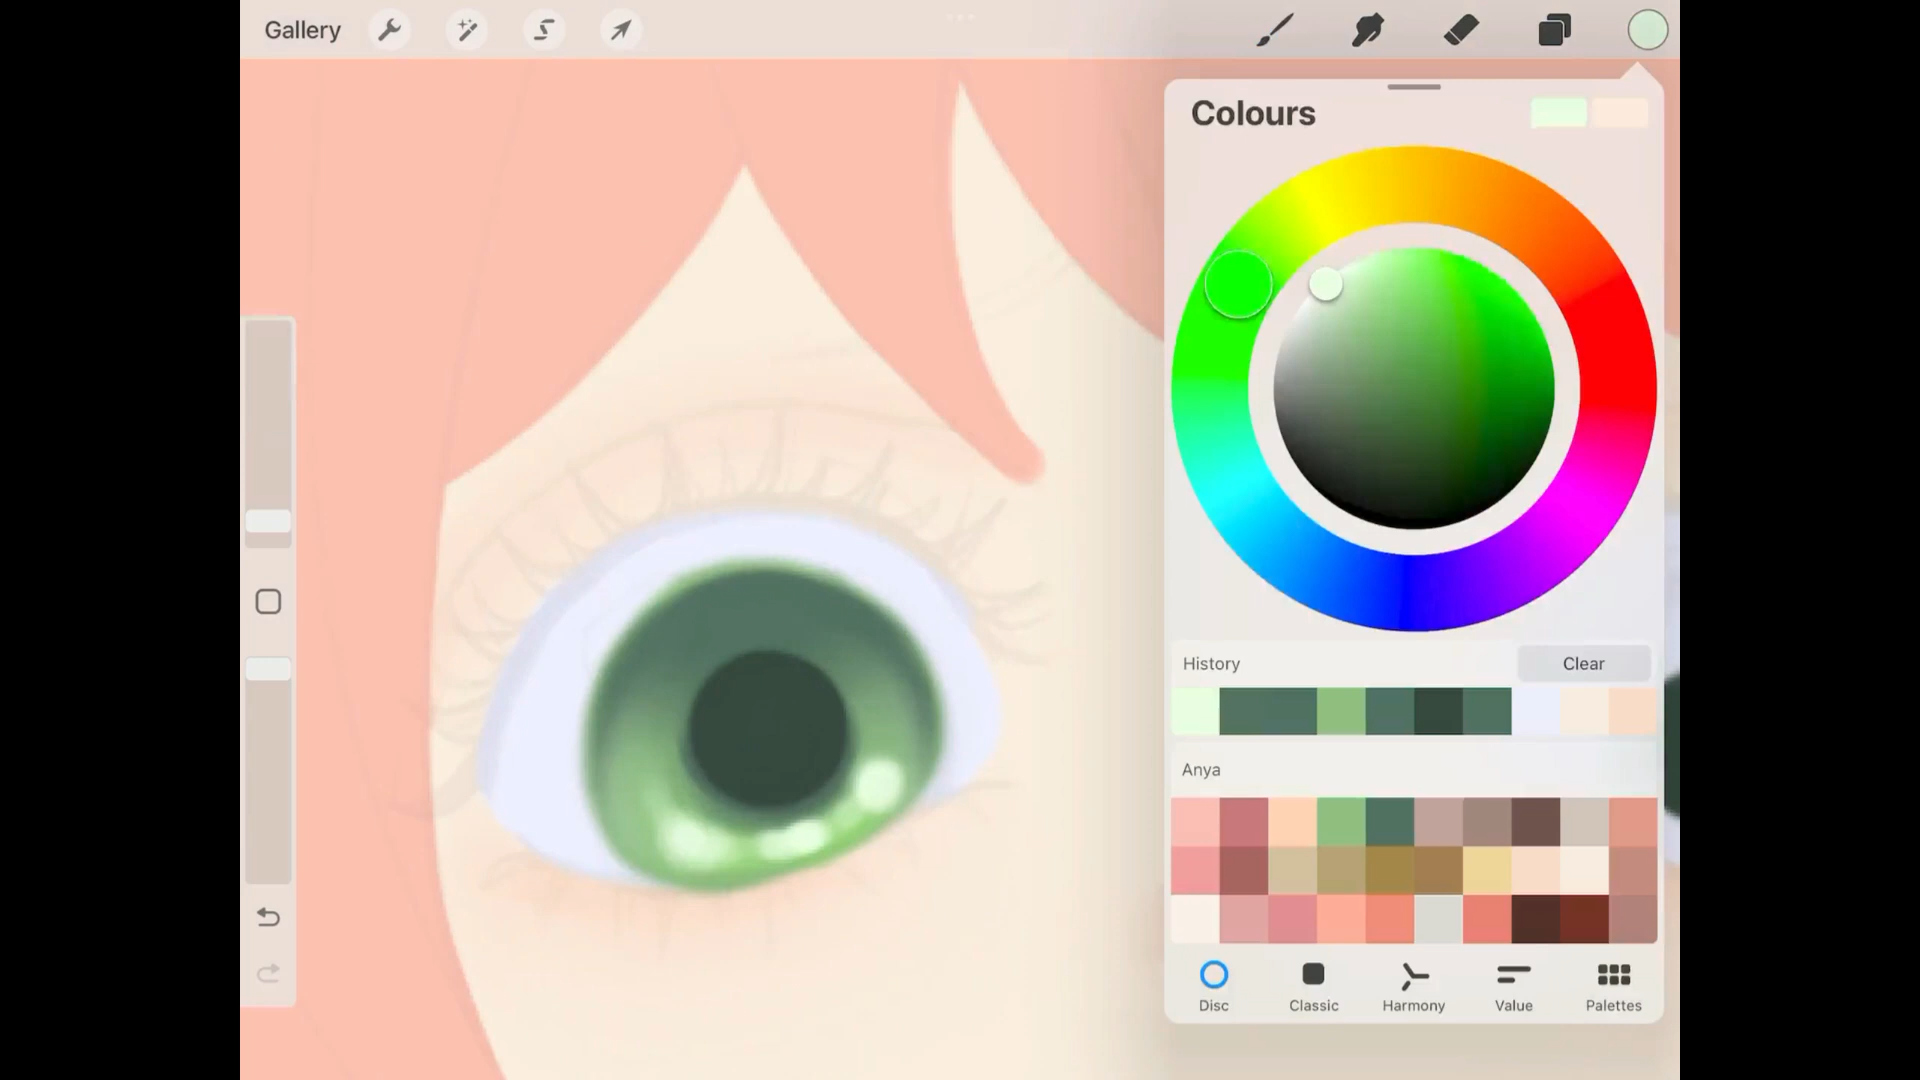 Gallery
Colours
History
Clear
Anya
Disc
Classic
Harmony
Value
Palettes